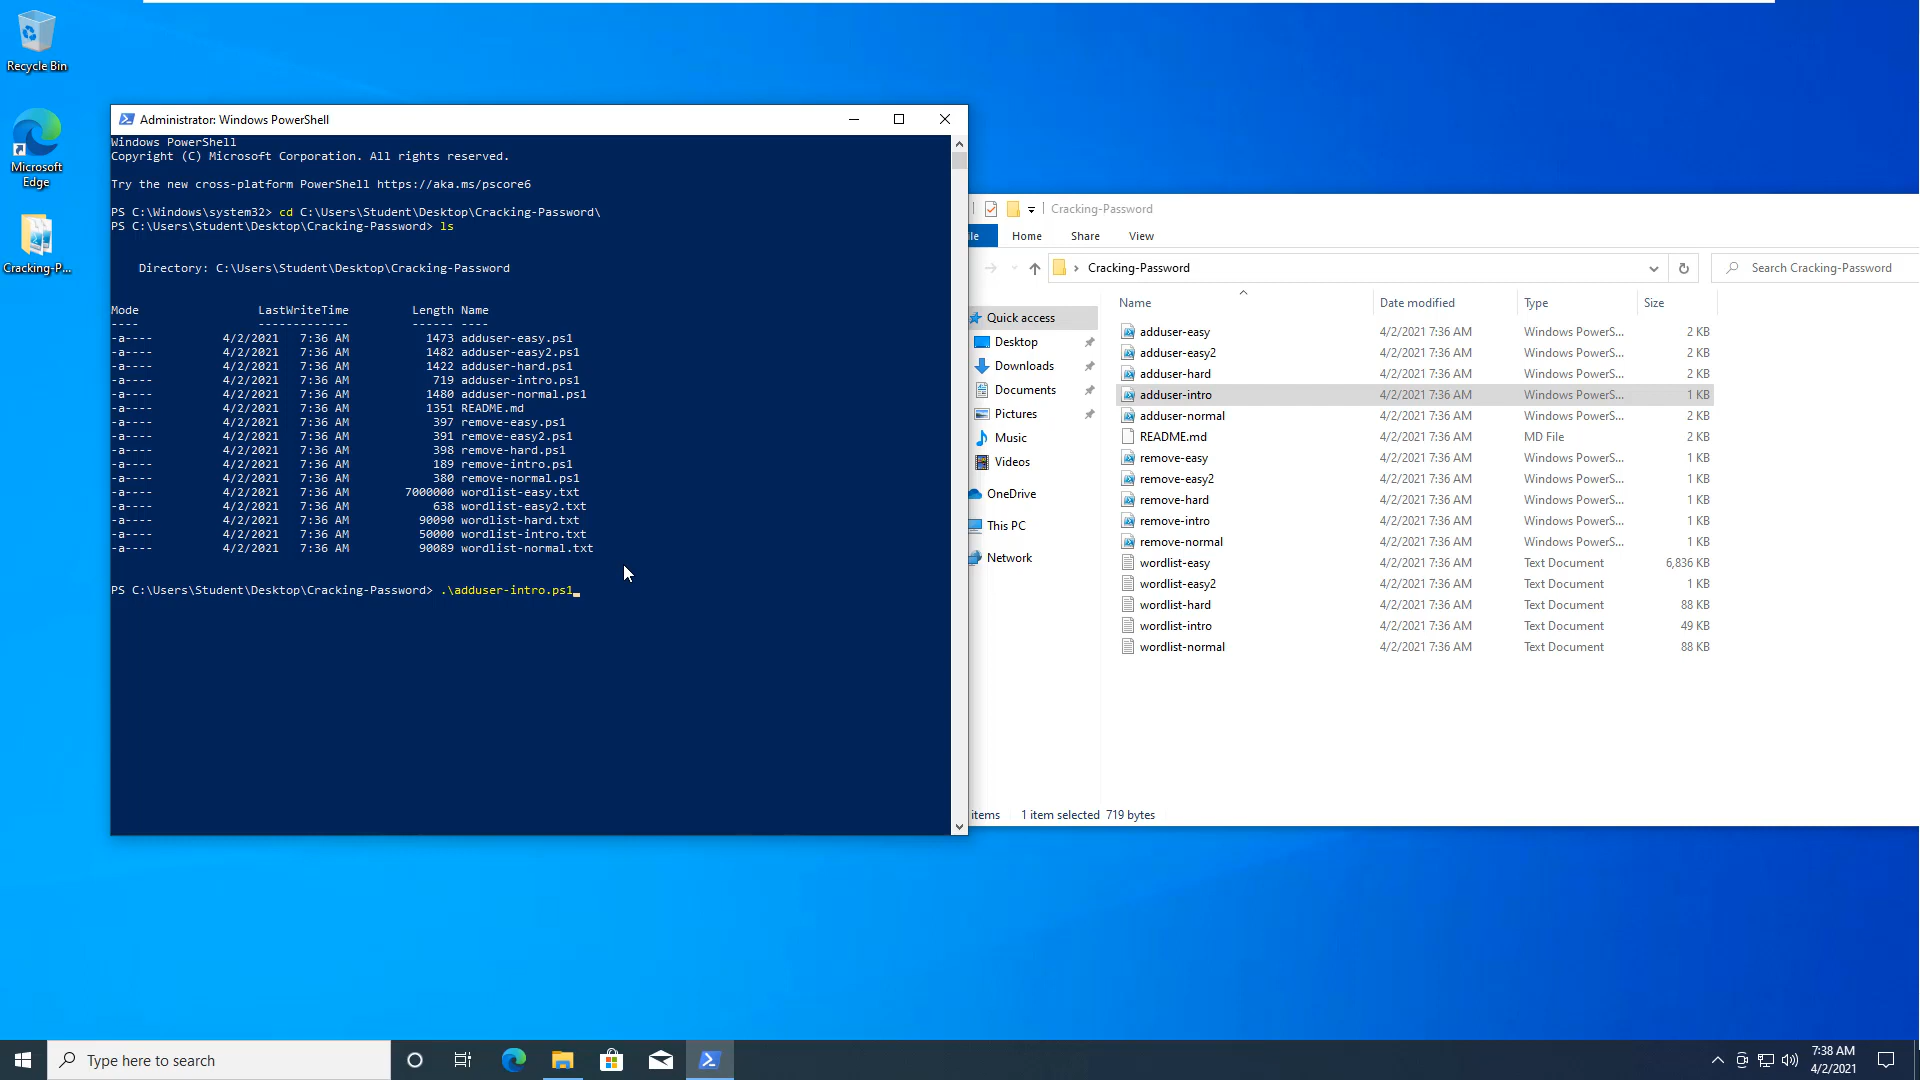 Recycle Bin
Microsoft
Edge
Cracking-P...
Administrator: Windows PowerShell
Windows PowerShell
Copyright (C) Microsoft Corporation. All rights reserved.
Try the new cross-platform PowerShell https://aka.ms/pscore6
PS C:\Windows\system32> cd C:\Users\Student\Desktop\Cracking-Password\
PS C:\Users\Student\Desktop\Cracking-Password> ls
Directory: C:\Users\Student\Desktop\Cracking-Password
Mode LastWriteTime Length Name
---- ------------- ------ ----
-a---- 4/2/2021 7:36 AM 1473 adduser-easy.ps1
-a---- 4/2/2021 7:36 AM 1482 adduser-easy2.ps1
-a---- 4/2/2021 7:36 AM 1422 adduser-hard.ps1
-a---- 4/2/2021 7:36 AM 719 adduser-intro.ps1
-a---- 4/2/2021 7:36 AM 1480 adduser-normal.ps1
-a---- 4/2/2021 7:36 AM 1351 README.md
-a---- 4/2/2021 7:36 AM 397 remove-easy.ps1
-a---- 4/2/2021 7:36 AM 391 remove-easy2.ps1
-a---- 4/2/2021 7:36 AM 398 remove-hard.ps1
-a---- 4/2/2021 7:36 AM 189 remove-intro.ps1
-a---- 4/2/2021 7:36 AM 380 remove-normal.ps1
-a---- 4/2/2021 7:36 AM 7000000 wordlist-easy.txt
-a---- 4/2/2021 7:36 AM 638 wordlist-easy2.txt
-a---- 4/2/2021 7:36 AM 90090 wordlist-hard.txt
-a---- 4/2/2021 7:36 AM 50000 wordlist-intro.txt
-a---- 4/2/2021 7:36 AM 90089 wordlist-normal.txt
PS C:\Users\Student\Desktop\Cracking-Password> .\adduser-intro.ps1
Cracking-Password
ile Home Share View
Cracking-Password
Search Cracking-Password
Quick access
Desktop
Downloads
Documents
Pictures
Music
Videos
OneDrive
This PC
Network
Name Date modified Type Size
adduser-easy 4/2/2021 7:36 AM Windows PowerS... 2 KB
adduser-easy2 4/2/2021 7:36 AM Windows PowerS... 2 KB
adduser-hard 4/2/2021 7:36 AM Windows PowerS... 2 KB
adduser-intro 4/2/2021 7:36 AM Windows PowerS... 1 KB
adduser-normal 4/2/2021 7:36 AM Windows PowerS... 2 KB
README.md 4/2/2021 7:36 AM MD File 2 KB
remove-easy 4/2/2021 7:36 AM Windows PowerS... 1 KB
remove-easy2 4/2/2021 7:36 AM Windows PowerS... 1 KB
remove-hard 4/2/2021 7:36 AM Windows PowerS... 1 KB
remove-intro 4/2/2021 7:36 AM Windows PowerS... 1 KB
remove-normal 4/2/2021 7:36 AM Windows PowerS... 1 KB
wordlist-easy 4/2/2021 7:36 AM Text Document 6,836 KB
wordlist-easy2 4/2/2021 7:36 AM Text Document 1 KB
wordlist-hard 4/2/2021 7:36 AM Text Document 88 KB
wordlist-intro 4/2/2021 7:36 AM Text Document 49 KB
wordlist-normal 4/2/2021 7:36 AM Text Document 88 KB
items 1 item selected 719 bytes
Type here to search
7:38 AM
4/2/2021